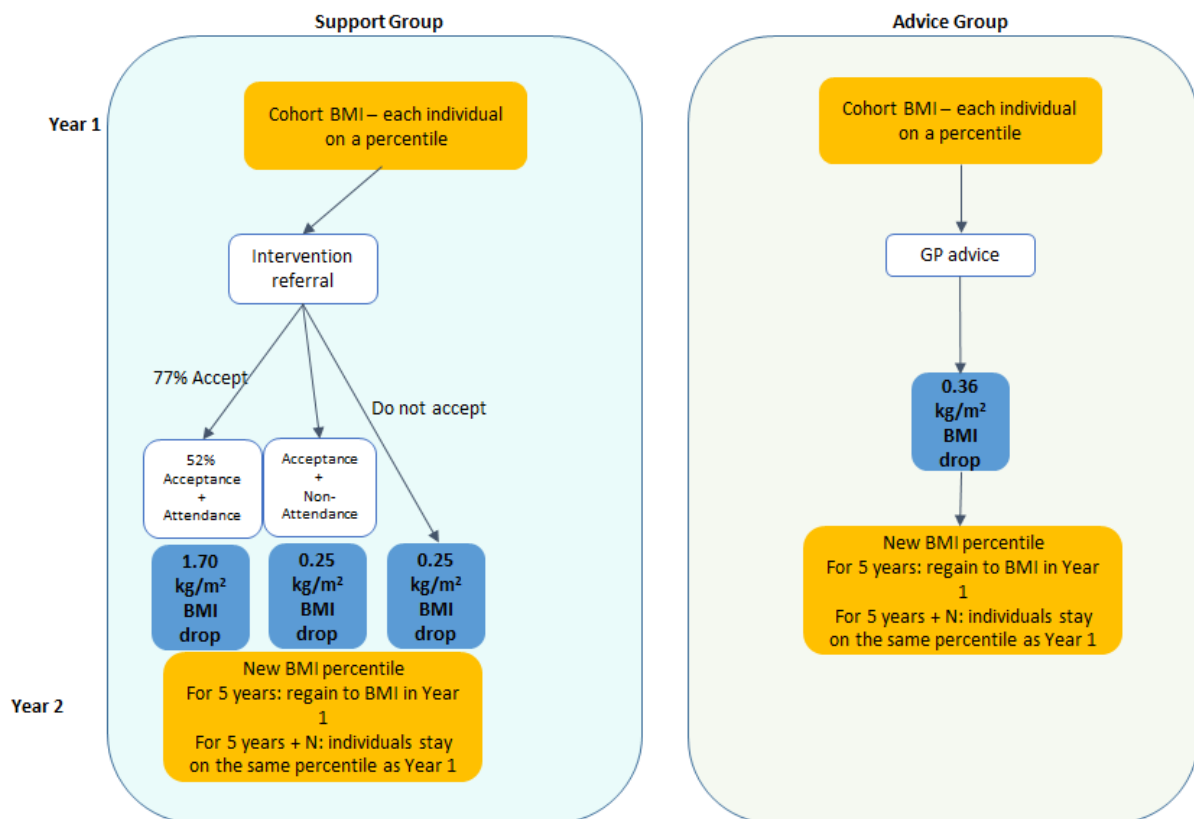 Support Group
Advice Group
Year 1
Cohort BMI – each individual
on a percentile
Cohort BMI – each individual
on a percentile
Intervention
referral
GP advice
77% Accept
Do not accept
52%
Acceptance
+
Attendance
Acceptance
+
Non-
Attendance
0.36
kg/m²
BMI
drop
1.70
kg/m²
BMI
drop
0.25
kg/m²
BMI
drop
0.25
kg/m²
BMI
drop
New BMI percentile
For 5 years: regain to BMI in Year
1
For 5 years + N: individuals stay
on the same percentile as Year 1
Year 2
New BMI percentile
For 5 years: regain to BMI in Year
1
For 5 years + N: individuals stay
on the same percentile as Year 1